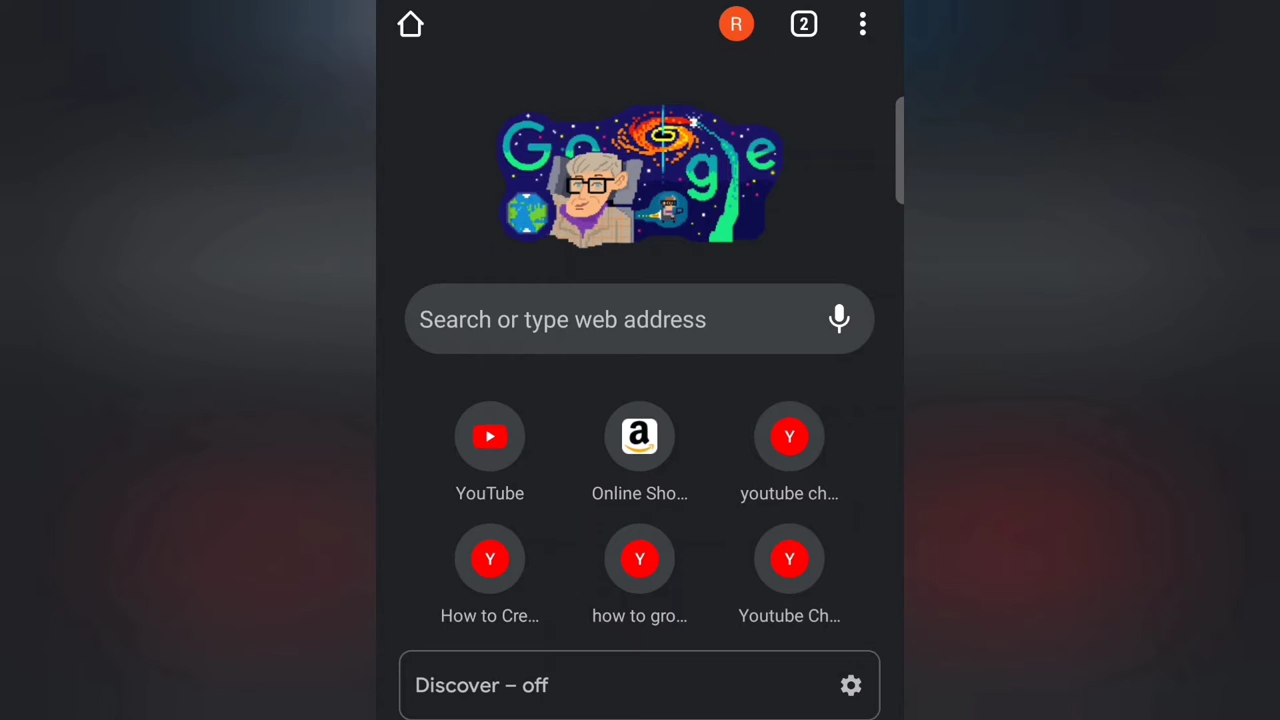 R
2
Google
Search or type web address
YouTube
a
Online Sho...
Y
youtube ch...
Y
How to Cre...
Y
how to gro...
Y
Youtube Ch...
Discover – off